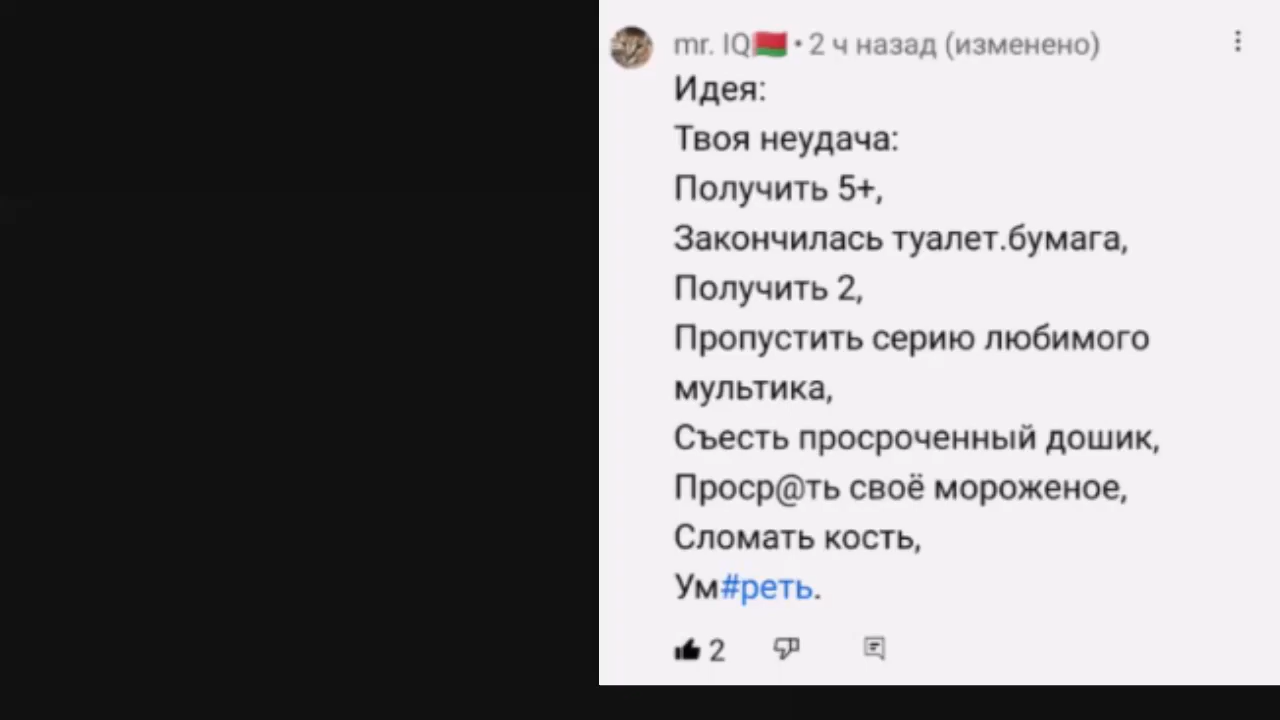 mr. IQ🇧🇾 • 2 ч назад (изменено)
Идея:
Твоя неудача:
Получить 5+,
Закончилась туалет.бумага,
Получить 2,
Пропустить серию любимого
мультика,
Съесть просроченный дошик,
Проср@ть своё мороженое,
Сломать кость,
Ум#реть.
2